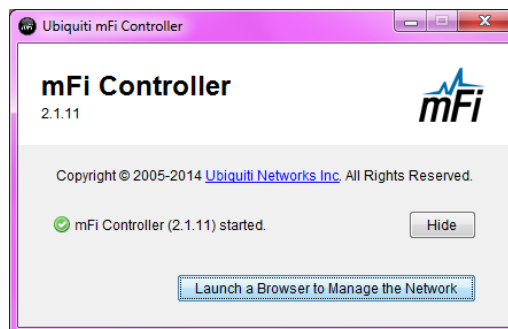 Ubiquiti mFi Controller
mFi Controller
2.1.11
mFi
Copyright © 2005-2014 Ubiquiti Networks Inc. All Rights Reserved.
mFi Controller (2.1.11) started.
Hide
Launch a Browser to Manage the Network